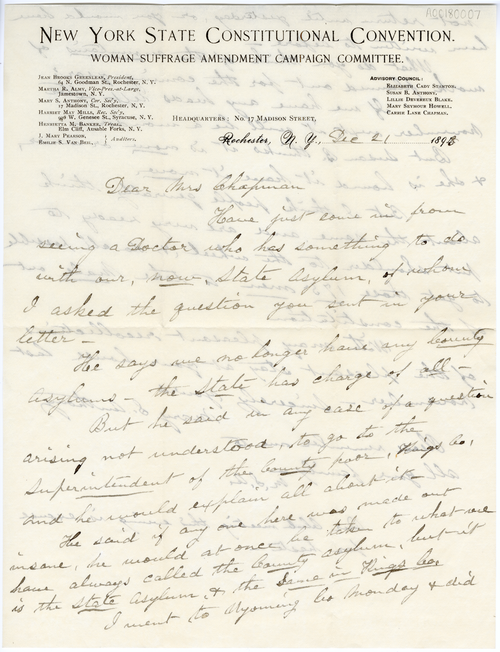 A00180007
NEW YORK STATE CONSTITUTIONAL CONVENTION.
WOMAN SUFFRAGE AMENDMENT CAMPAIGN COMMITTEE.
JEAN BROOKS GREENLEAF, President,
64 N. Goodman St., Rochester, N. Y.
MARTHA R. ALMY, Vice-Pres.-at-Large,
Jamestown, N. Y.
MARY S. ANTHONY, Cor. Sec'y,
17 Madison St., Rochester, N. Y.
HARRIET MAY MILLS, Rec. Sec'y,
W. Genesee St., Syracuse, N. Y.
HENRIETTA M. BANKER, Treas.,
Elm Cliff, Ausable Forks, N. Y.
J. MARY PEARSON,
EMILIE S. VAN BIEL, } Auditors.
ADVISORY COUNCIL:
ELIZABETH CADY STANTON,
SUSAN B. ANTHONY,
LILLIE DEVEREUX BLAKE,
MARY SEYMOUR HOWELL,
CARRIE LANE CHAPMAN.
HEADQUARTERS: NO. 17 MADISON STREET,
Rochester, N. Y., Dec 21 1893
Dear Mrs Chapman
Have just come in from
seeing a Doctor who has something to do
with our, now, State Asylum, of whom
I asked the question you sent in your
letter -
He says we no longer have any County
Asylums - the State has charge of all -
But he said in any case of a question
arising not understood, to go to the
Superintendent of the County poor, Kings Co,
and he would explain all about it -
He said if any one here was made out
insane, he would at once be taken to what we
have always called the County asylum, but it
is the State Asylum, & the same in Kings Co,
I went to Wyoming Co Monday & did